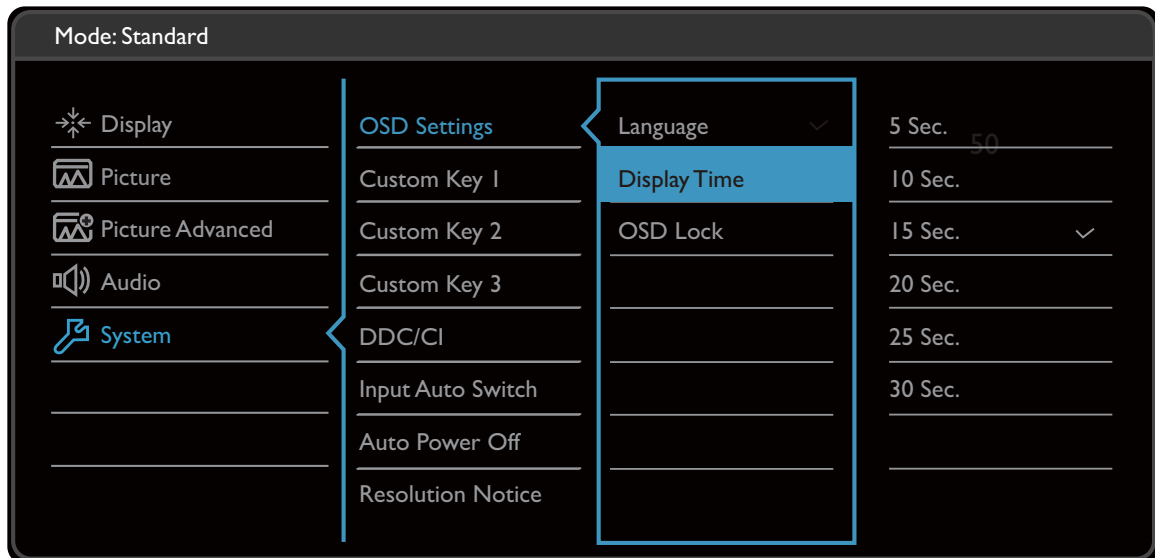 Mode: Standard
Display
Picture
Picture Advanced
Audio
System
OSD Settings
Custom Key 1
Custom Key 2
Custom Key 3
DDC/CI
Input Auto Switch
Auto Power Off
Resolution Notice
Language
Display Time
OSD Lock
5 Sec.
50
10 Sec.
15 Sec.
20 Sec.
25 Sec.
30 Sec.